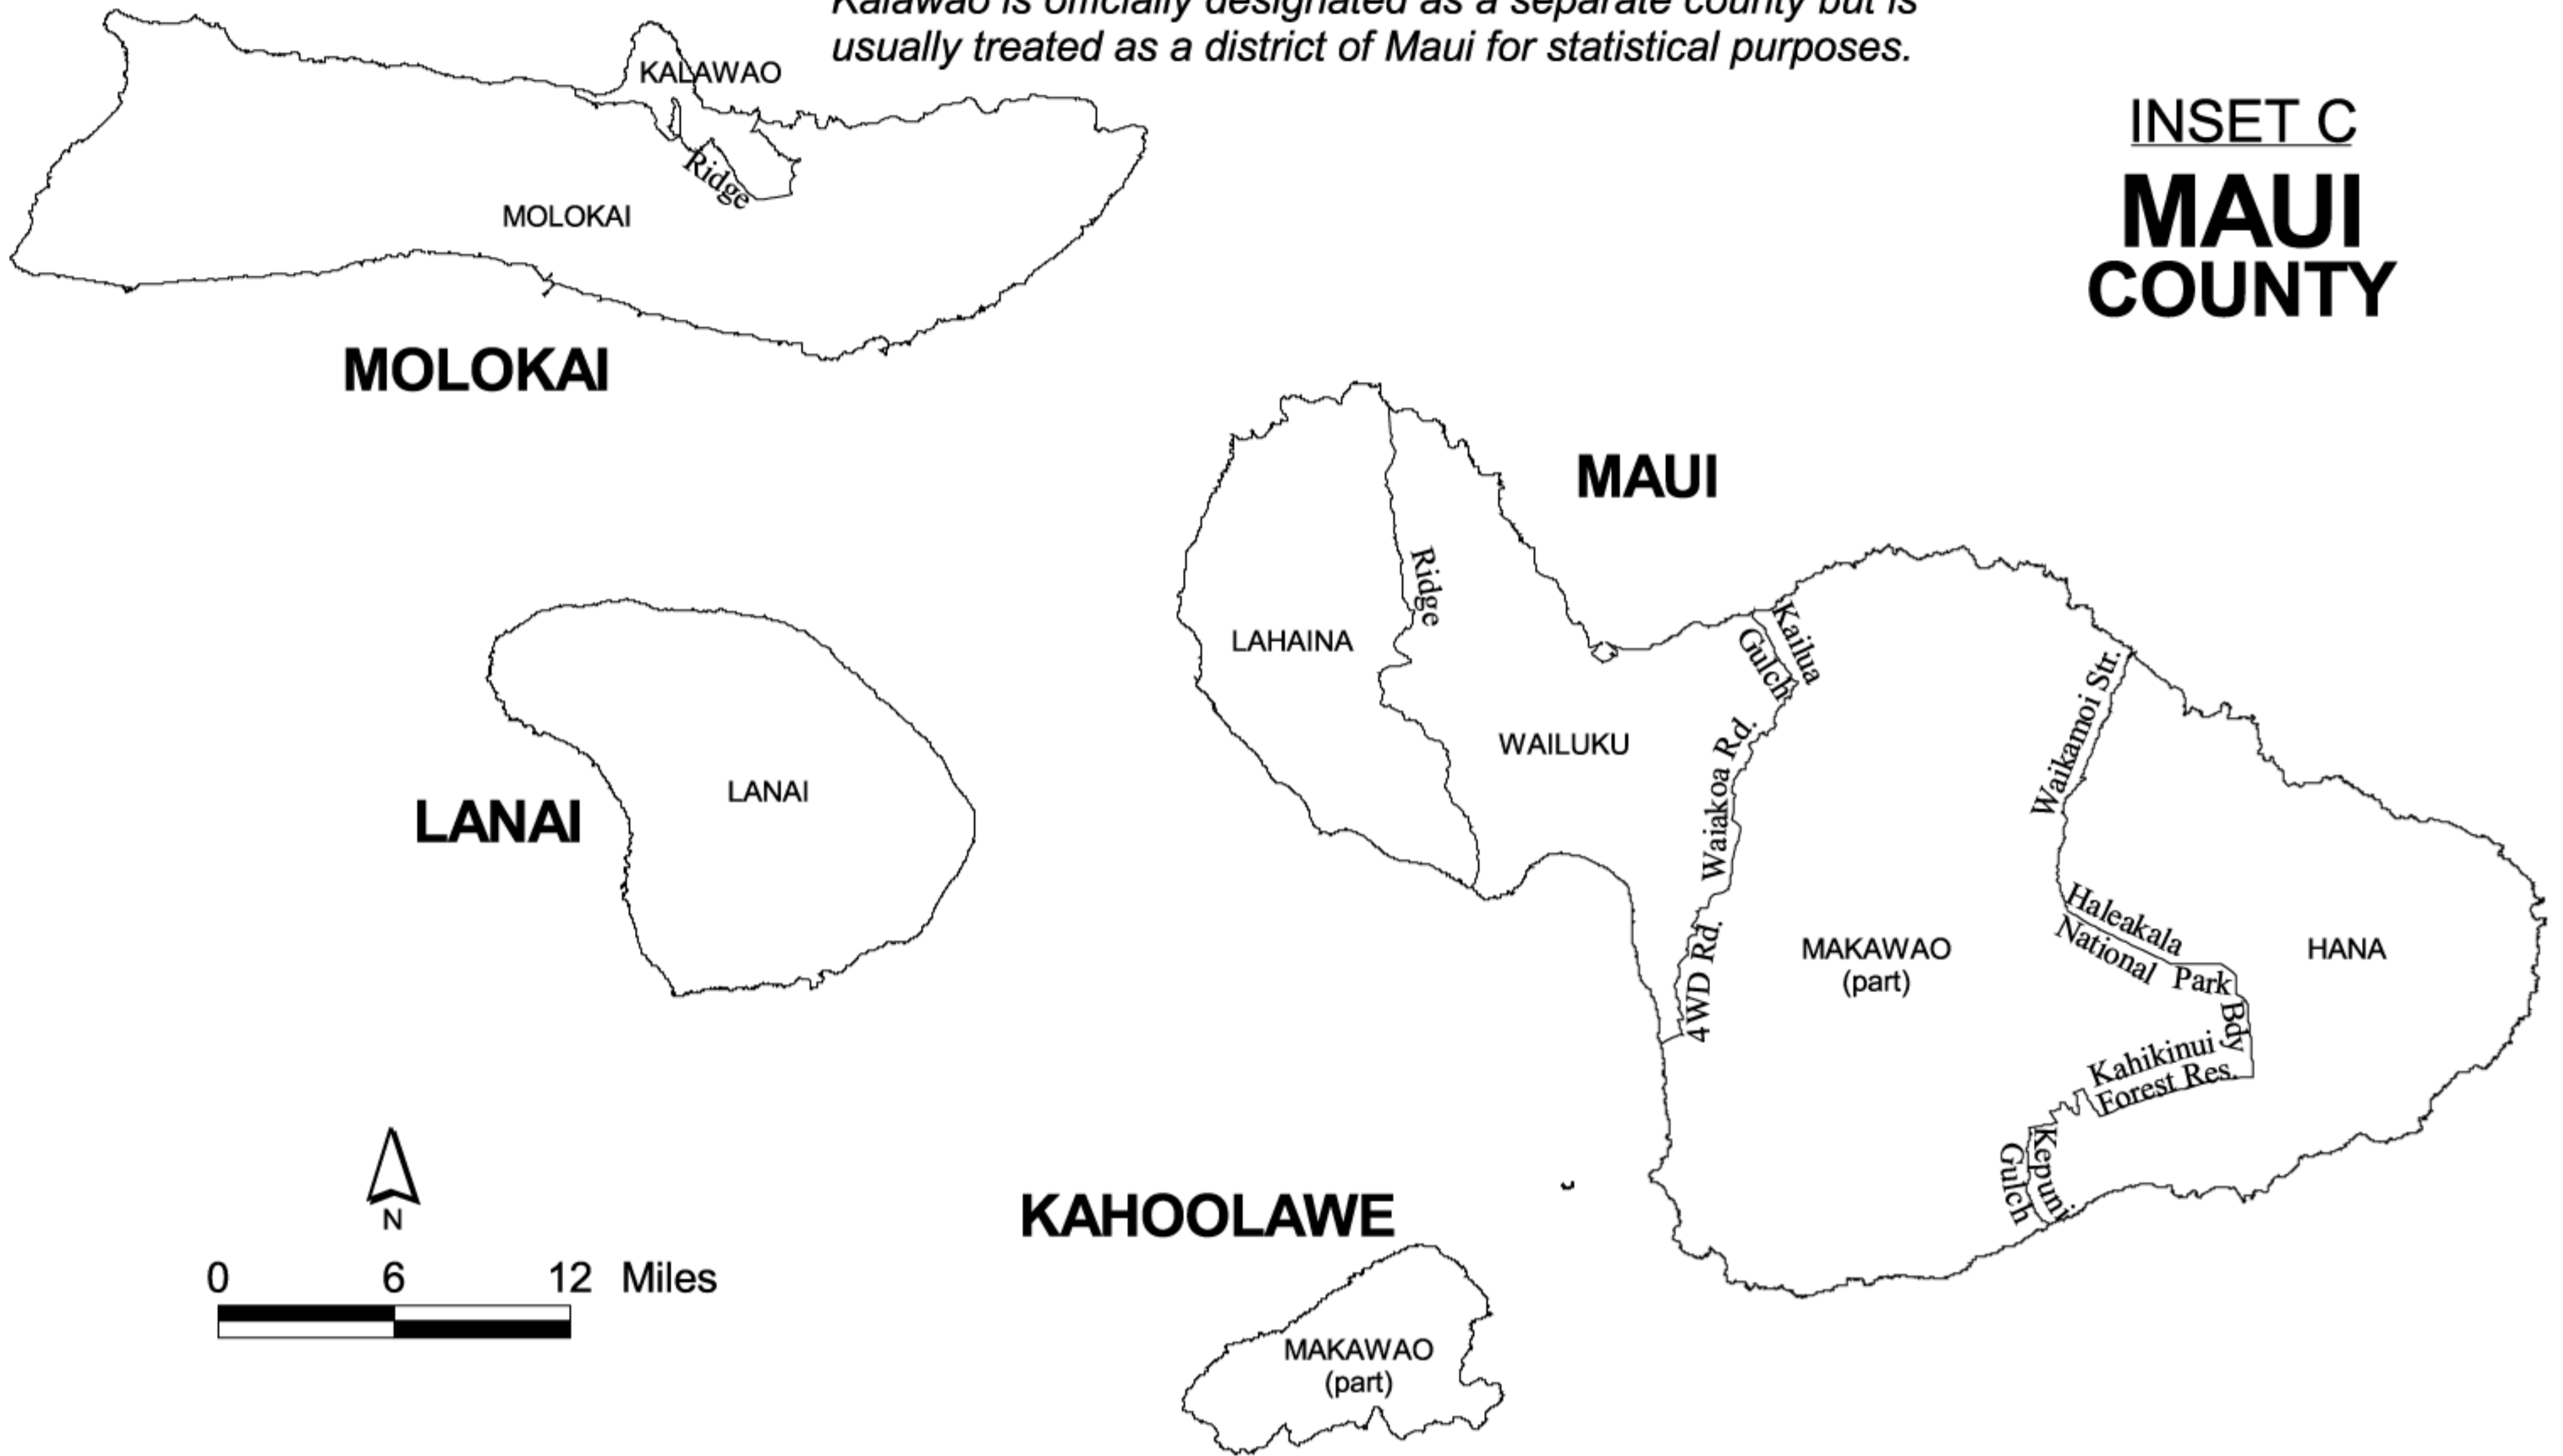 Kalawao is officially designated as a separate county but is
usually treated as a district of Maui for statistical purposes.
INSET C
MAUI
COUNTY
KALAWAO
Ridge
MOLOKAI
MOLOKAI
MAUI
Ridge
LAHAINA
WAILUKU
Kailua
Gulch
Waikamoi Str.
Waiakoa Rd.
4WD Rd.
MAKAWAO
(part)
Haleakala
National Park
Bdy
HANA
Kahikinui
Forest Res.
Kepuni
Gulch
LANAI
LANAI
KAHOOLAWE
MAKAWAO
(part)
N
0 6 12 Miles